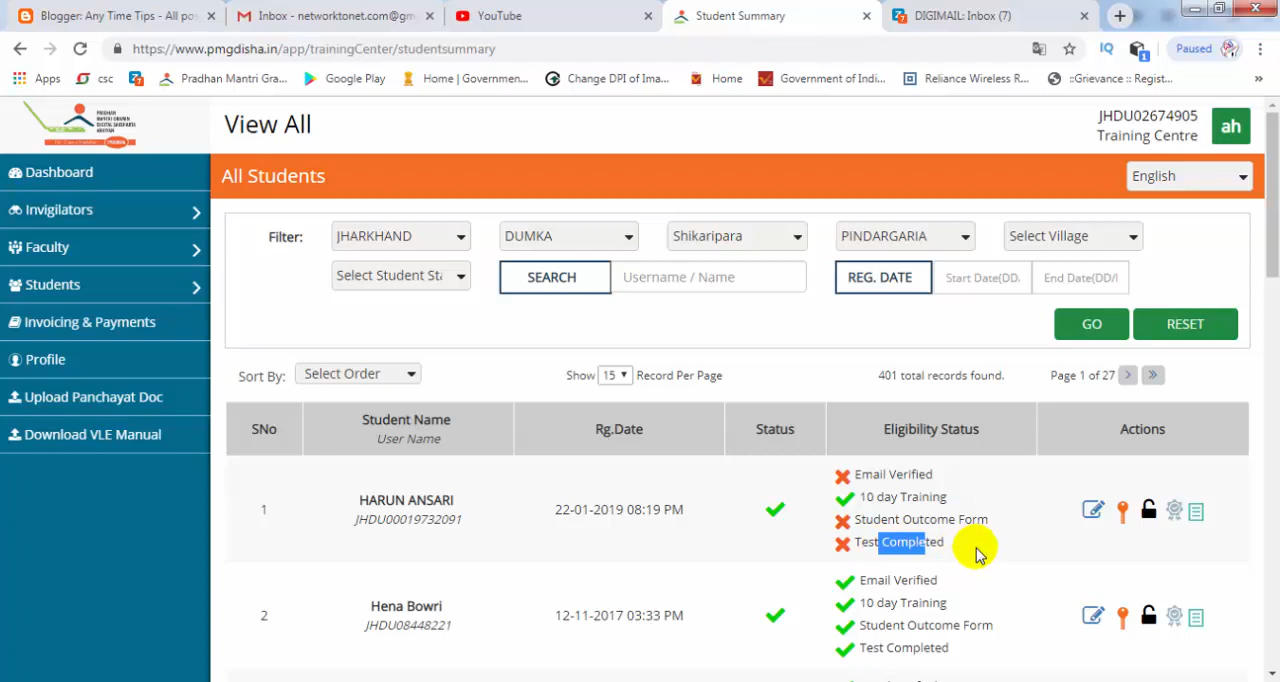 Blogger: Any Time Tips - All pos
Inbox - networktonet.com@gm
YouTube
Student Summary
DIGIMAIL: Inbox (7)
https://www.pmgdisha.in/app/trainingCenter/studentsummary
IQ
1
Paused
Apps
csc
Pradhan Mantri Gra...
Google Play
Home | Governmen...
Change DPI of Ima...
Home
Government of Indi...
Reliance Wireless R...
::Grievance :: Regist...
»
View All
JHDU02674905
Training Centre
ah
Dashboard
Invigilators
Faculty
Students
Invoicing & Payments
Profile
Upload Panchayat Doc
Download VLE Manual
All Students
English
Filter:
JHARKHAND
DUMKA
Shikaripara
PINDARGARIA
Select Village
Select Student Sta
SEARCH
Username / Name
REG. DATE
Start Date(DD.
End Date(DD/I
GO
RESET
Sort By:
Select Order
Show 15 Record Per Page
401 total records found.
Page 1 of 27 > »
SNo
Student Name
User Name
Rg.Date
Status
Eligibility Status
Actions
1
HARUN ANSARI
JHDU00019732091
22-01-2019 08:19 PM
Email Verified
10 day Training
Student Outcome Form
Test Completed
2
Hena Bowri
JHDU08448221
12-11-2017 03:33 PM
Email Verified
10 day Training
Student Outcome Form
Test Completed